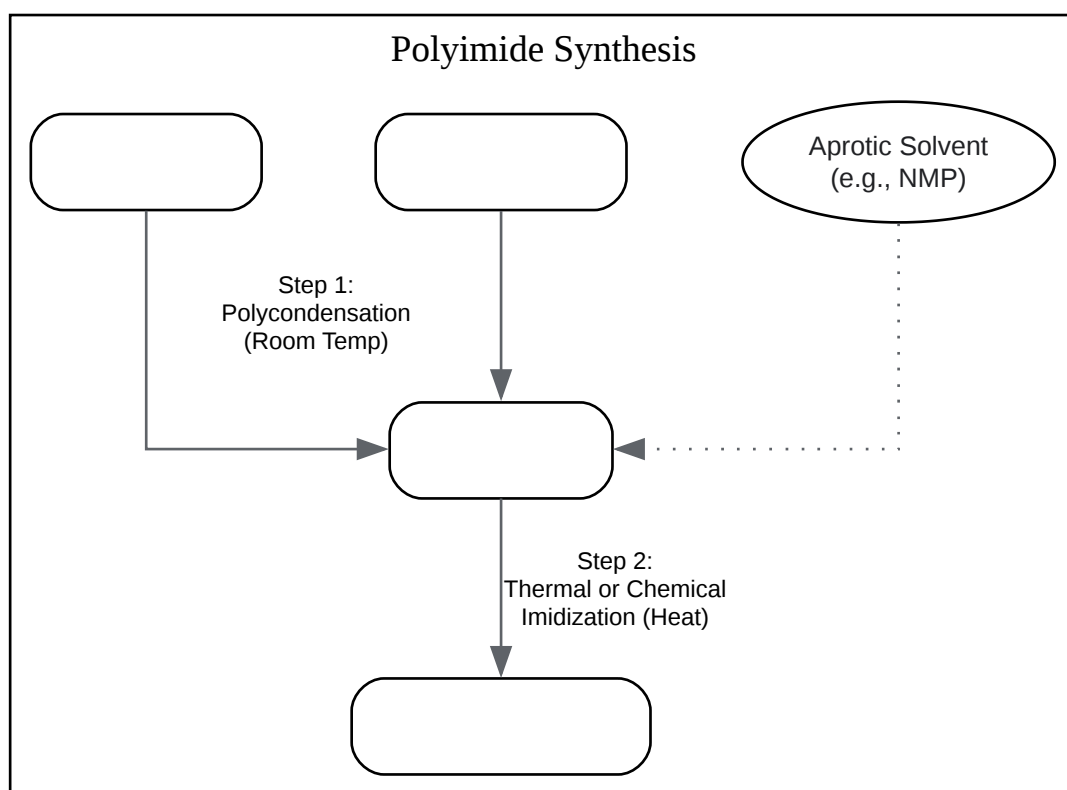 Polyimide Synthesis
Aprotic Solvent
(e.g., NMP)
Step 1:
Polycondensation
(Room Temp)
Step 2:
Thermal or Chemical
Imidization (Heat)